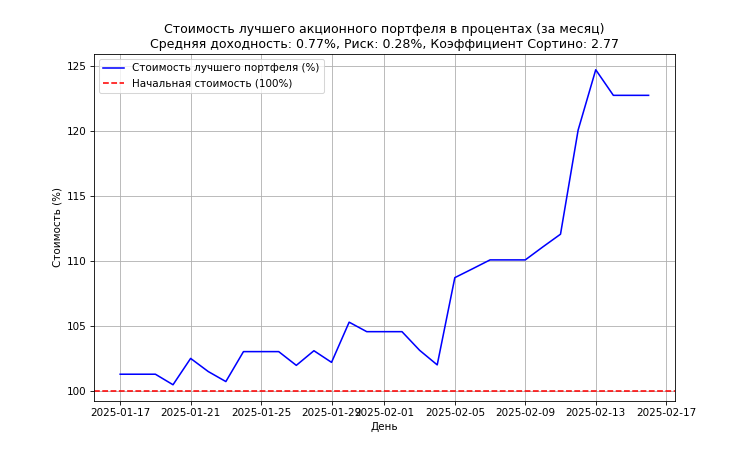 Стоимость лучшего акционного портфеля в процентах (за месяц)
Средняя доходность: 0.77%, Риск: 0.28%, Коэффициент Сортино: 2.77
Стоимость лучшего портфеля (%)
Начальная стоимость (100%)
Стоимость (%)
125
120
115
110
105
100
2025-01-17 2025-01-21 2025-01-25 2025-01-29 2025-02-01 2025-02-05 2025-02-09 2025-02-13 2025-02-17
День